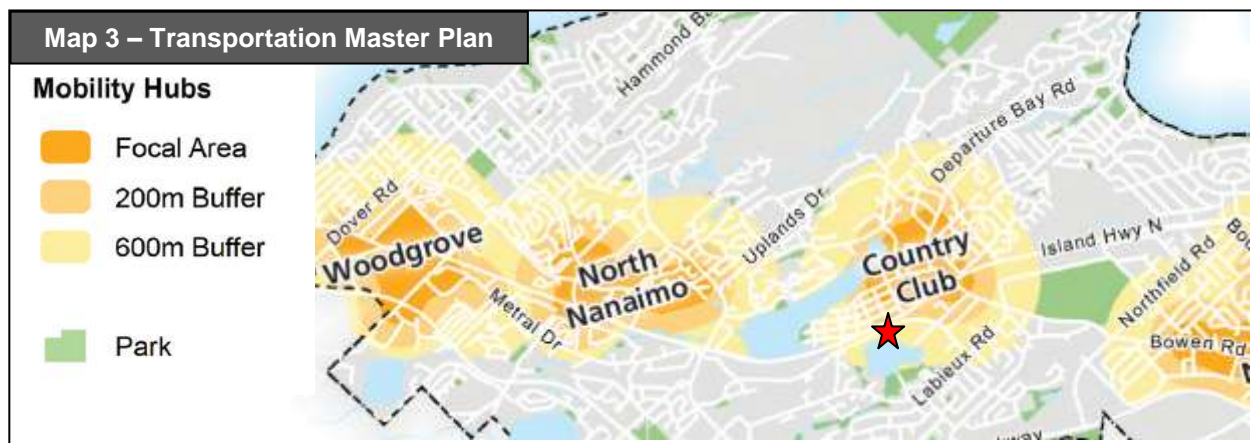 Map 3 – Transportation Master Plan
Mobility Hubs
Focal Area
200m Buffer
600m Buffer
Park
Hammond Ba
Departure Bay Rd
Dover Rd
Uplands Dr
Woodgrove
North
Nanaimo
Country
Club
Island Hwy N
Northfield Rd
Metral Dr
Labieux Rd
Bowen Rd